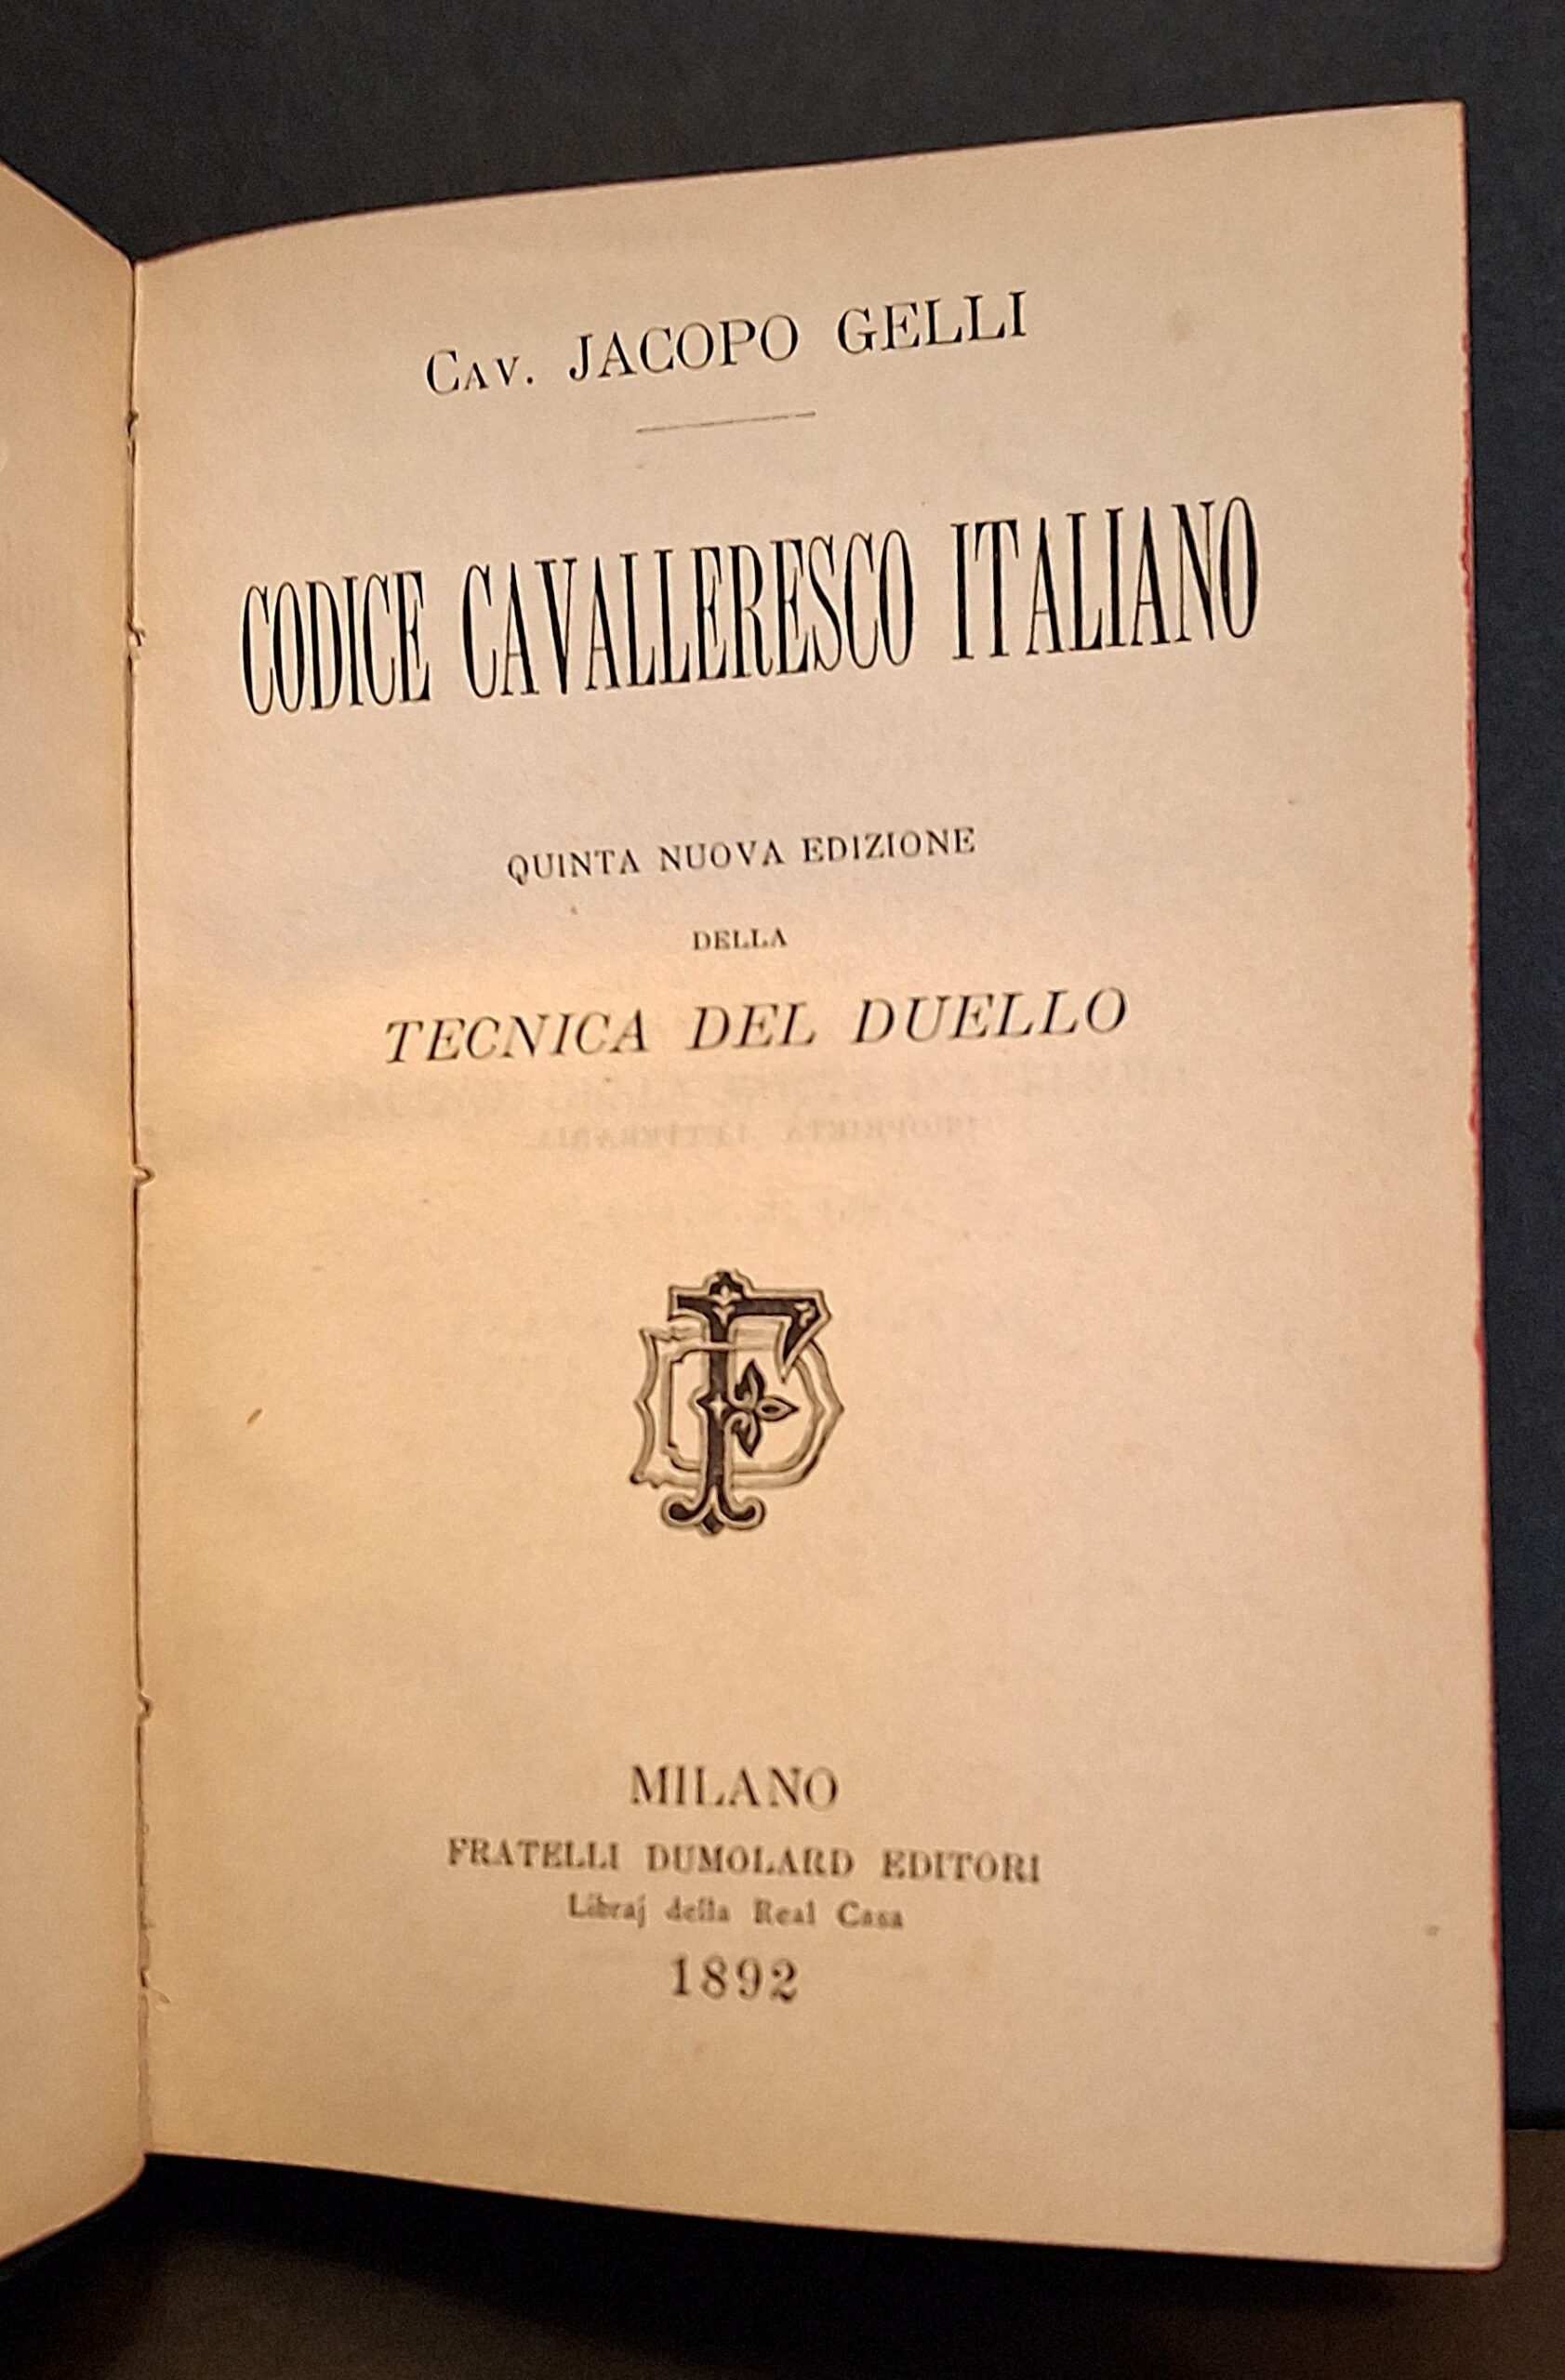 Cav. JACOPO GELLI
CODICE CAVALLERESCO ITALIANO
QUINTA NUOVA EDIZIONE
DELLA
TECNICA DEL DUELLO
MILANO
FRATELLI DUMOLARD EDITORI
Libraj della Real Casa
1892